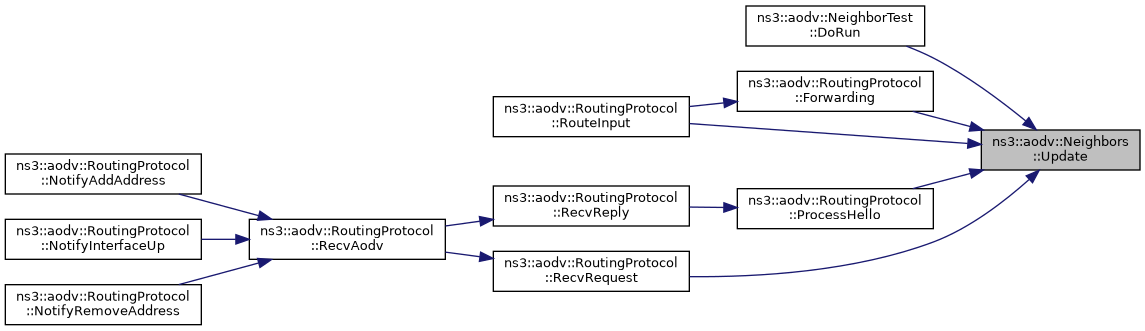 ns3::aodv::NeighborTest
::DoRun
ns3::aodv::RoutingProtocol
::Forwarding
ns3::aodv::RoutingProtocol
::RouteInput
ns3::aodv::Neighbors
::Update
ns3::aodv::RoutingProtocol
::NotifyAddAddress
ns3::aodv::RoutingProtocol
::RecvReply
ns3::aodv::RoutingProtocol
::ProcessHello
ns3::aodv::RoutingProtocol
::NotifyInterfaceUp
ns3::aodv::RoutingProtocol
::RecvAodv
ns3::aodv::RoutingProtocol
::RecvRequest
ns3::aodv::RoutingProtocol
::NotifyRemoveAddress